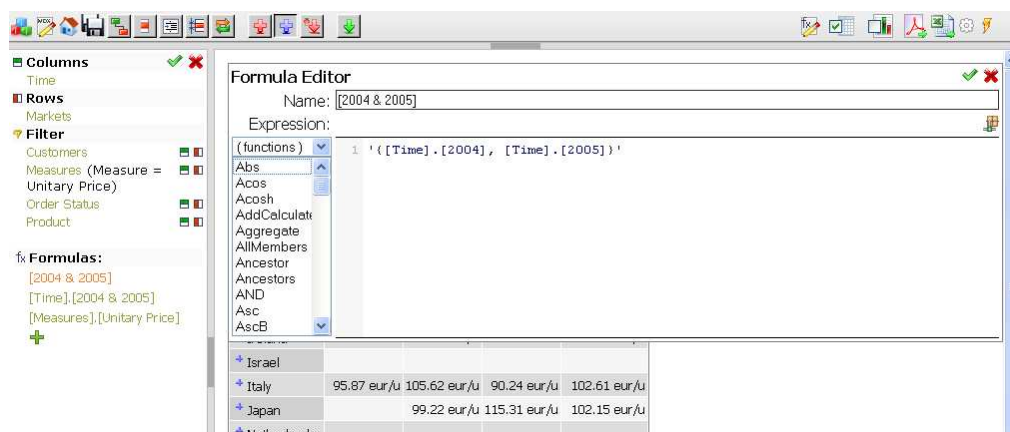 MDX
Columns
Time
Rows
Markets
Filter
Customers
Measures (Measure =
Unitary Price)
Order Status
Product
fx Formulas:
[2004 & 2005]
[Time].[2004 & 2005]
[Measures].[Unitary Price]
Formula Editor
Name: [2004 & 2005]
Expression:
(functions)
Abs
Acos
Acosh
AddCalculate
Aggregate
AllMembers
Ancestor
Ancestors
AND
Asc
AscB
1 '{[Time].[2004], [Time].[2005]}'
Israel
Italy 95.87 eur/u 105.62 eur/u 90.24 eur/u 102.61 eur/u
Japan 99.22 eur/u 115.31 eur/u 102.15 eur/u